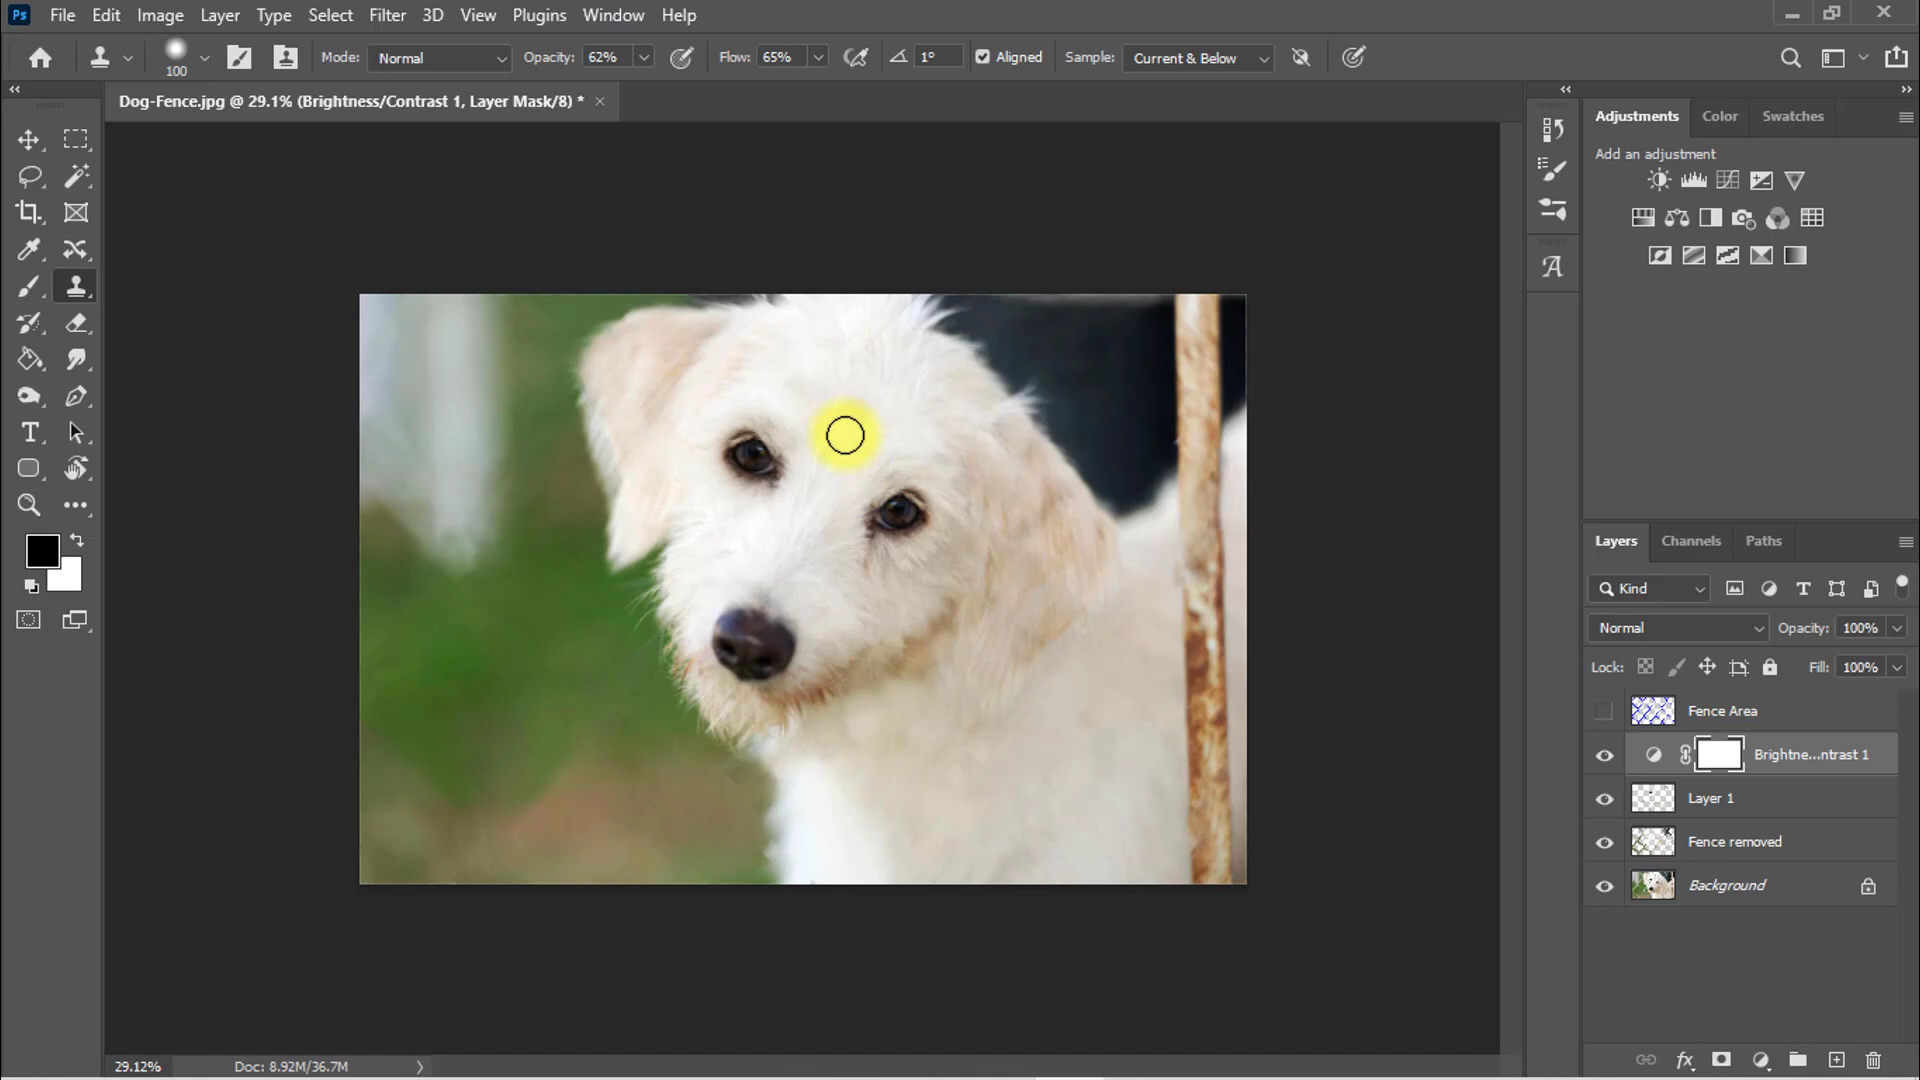 Ps File Edit Image Layer Type Select Filter 3D View Plugins Window Help
100 Mode: Normal Opacity: 62% Flow: 65% 1° Aligned Sample: Current & Below
Dog-Fence.jpg @ 29.1% (Brightness/Contrast 1, Layer Mask/8) *
Adjustments Color Swatches
Add an adjustment
Layers Channels Paths
Kind
Normal Opacity: 100%
Lock: Fill: 100%
Fence Area
Brightne...ntrast 1
Layer 1
Fence removed
Background
29.12% Doc: 8.92M/36.7M